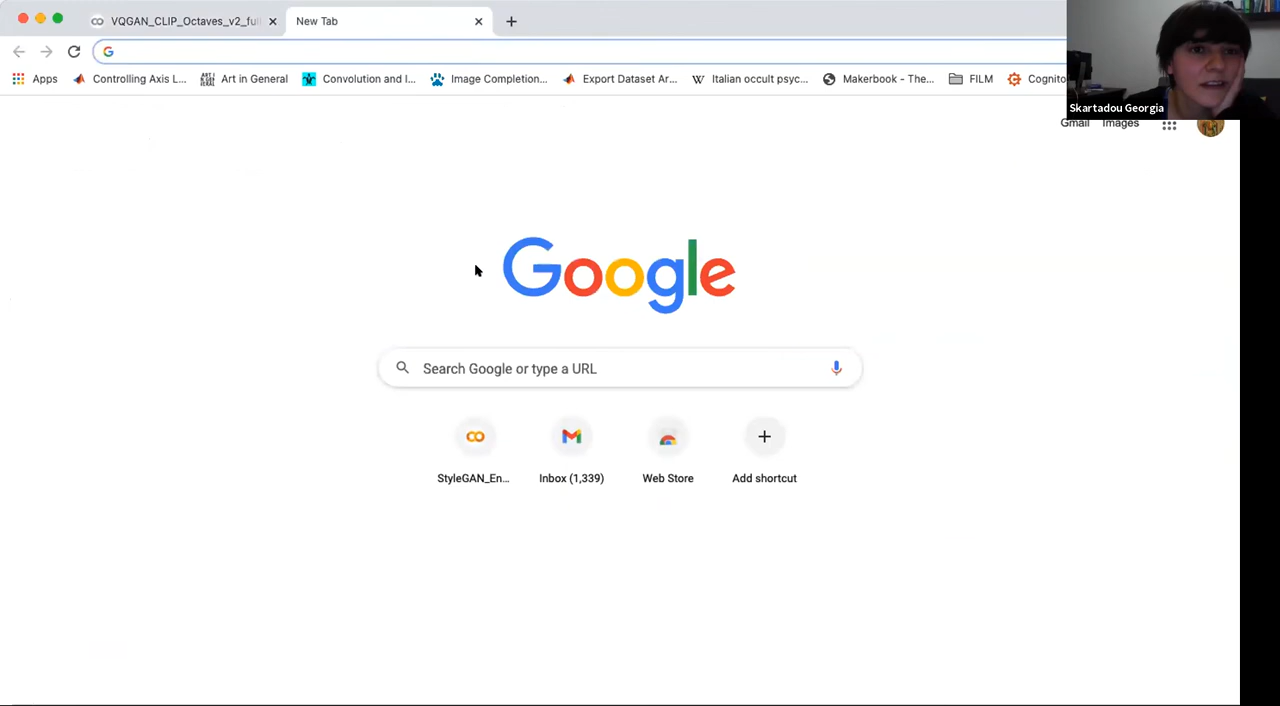 VQGAN_CLIP_Octaves_v2_ful
New Tab
Apps
Controlling Axis L...
Art in General
Convolution and I...
Image Completion...
Export Dataset Ar...
Italian occult psyc...
Makerbook - The...
FILM
Cognito
Skartadou Georgia
Gmail
Images
Google
Search Google or type a URL
StyleGAN_En...
Inbox (1,339)
Web Store
Add shortcut